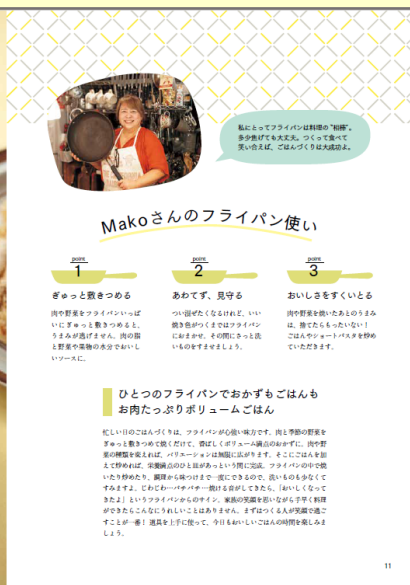 私にとってフライパンは料理の“相棒”。
多少焦げても大丈夫。つくって食べて
笑い合えば、ごはんづくりは大成功よ。
Makoさんのフライパン使い
point
1
ぎゅっと敷きつめる
肉や野菜をフライパンいっぱ
いにぎゅっと敷きつめると、
うまみが逃げません。肉の脂
と野菜や果物の水分でおいし
いソースに。
point
2
あわてず、見守る
つい混ぜたくなるけれど、いい
焼き色がつくまではフライパン
におまかせ。その間にさっと洗
いものをすませましょう。
point
3
おいしさをすくいとる
肉や野菜を焼いたあとのうまみ
は、捨てたらもったいない！
ごはんやショートパスタを炒め
ていただきます。
ひとつのフライパンでおかずもごはんも
お肉たっぷりボリュームごはん
忙しい日のごはんづくりは、フライパンが心強い味方です。肉と季節の野菜を
ぎゅっと敷きつめて焼くだけで、香ばしくボリューム満点のおかずに。肉や野
菜の種類を変えれば、バリエーションは無限に広がります。そこにごはんを加
えて炒めれば、栄養満点のひと皿があっという間に完成。フライパンの中で焼
いたり炒めたり、調理から味つけまで一度にできるので、洗いものも少なくて
すみますよ。じわじわ…パチパチ…焼ける音がしてきたら、「おいしくなって
きたよ」というフライパンからのサイン。家族の笑顔を思いながら手早く料理
ができたらこんなにうれしいことはありません。まずはつくる人が笑顔で過ご
すことが一番！ 道具を上手に使って、今日もおいしいごはんの時間を楽しみま
しょう。
11